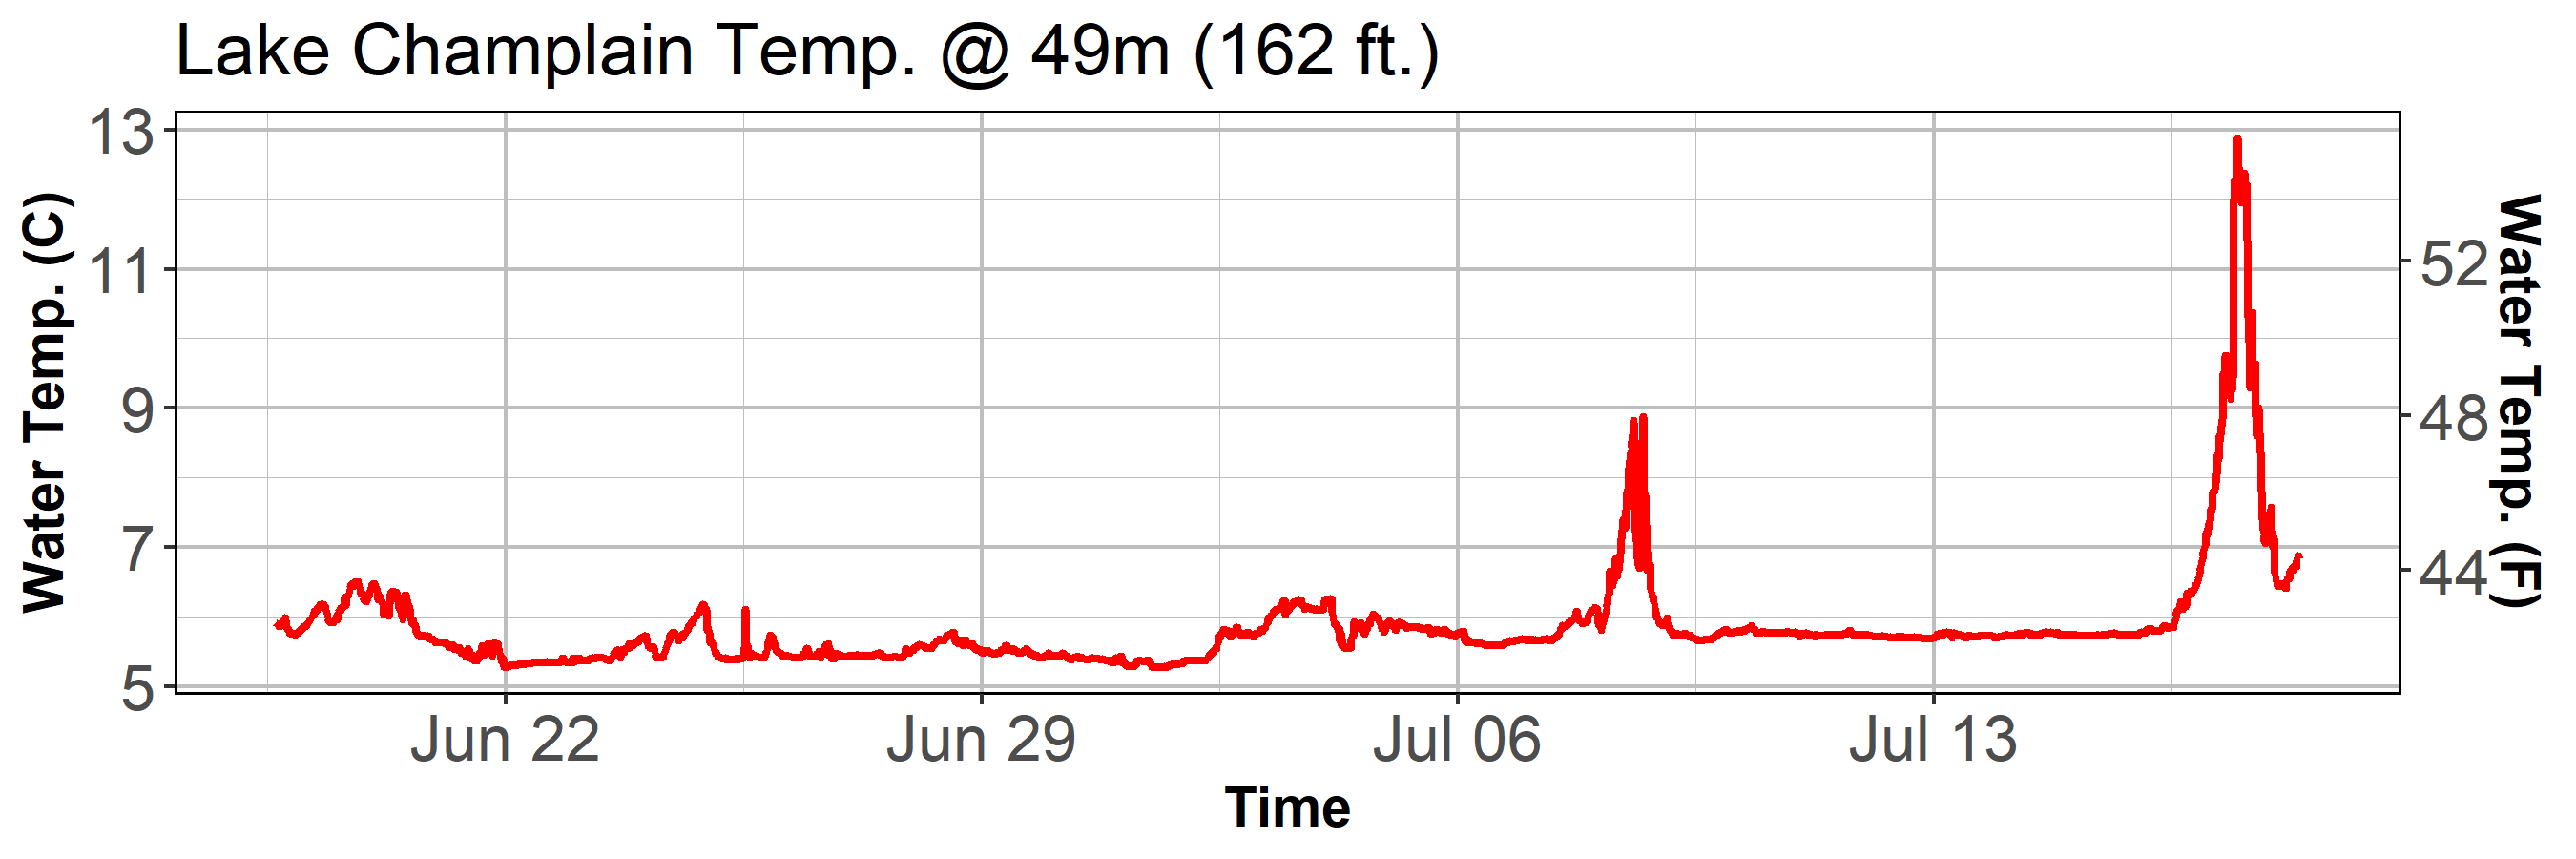 Lake Champlain Temp. @ 49m (162 ft.)
Water Temp. (C)
13
11
9
7
5
52
48
44
Water Temp. (F)
Jun 22
Jun 29
Jul 06
Jul 13
Time